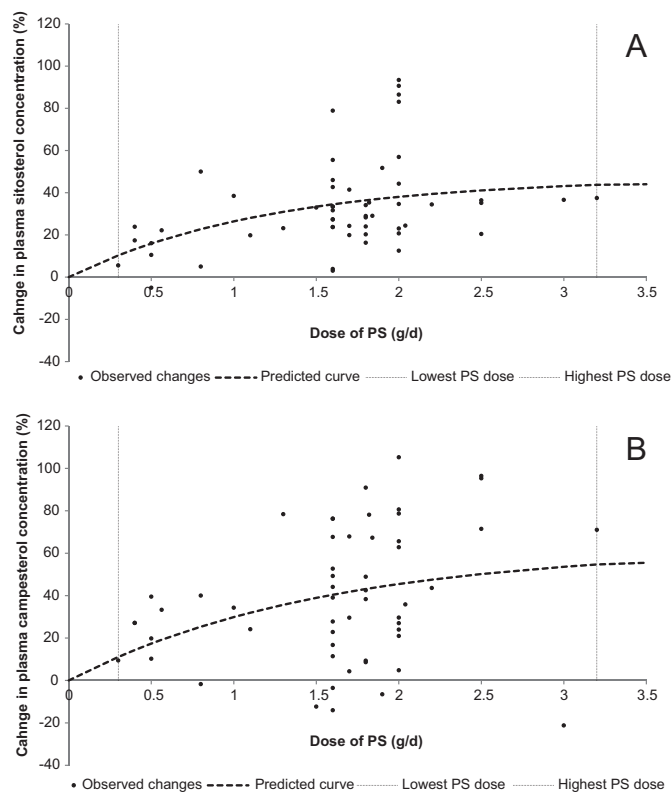 A
Cahnge in plasma sitosterol concentration (%)
120
100
80
60
40
20
0
-20
-40
0 0.5 1 1.5 2 2.5 3 3.5
Dose of PS (g/d)
Observed changes Predicted curve Lowest PS dose Highest PS dose
B
Cahnge in plasma campesterol concentration (%)
120
100
80
60
40
20
0
-20
-40
0 0.5 1 1.5 2 2.5 3 3.5
Dose of PS (g/d)
Observed changes Predicted curve Lowest PS dose Highest PS dose